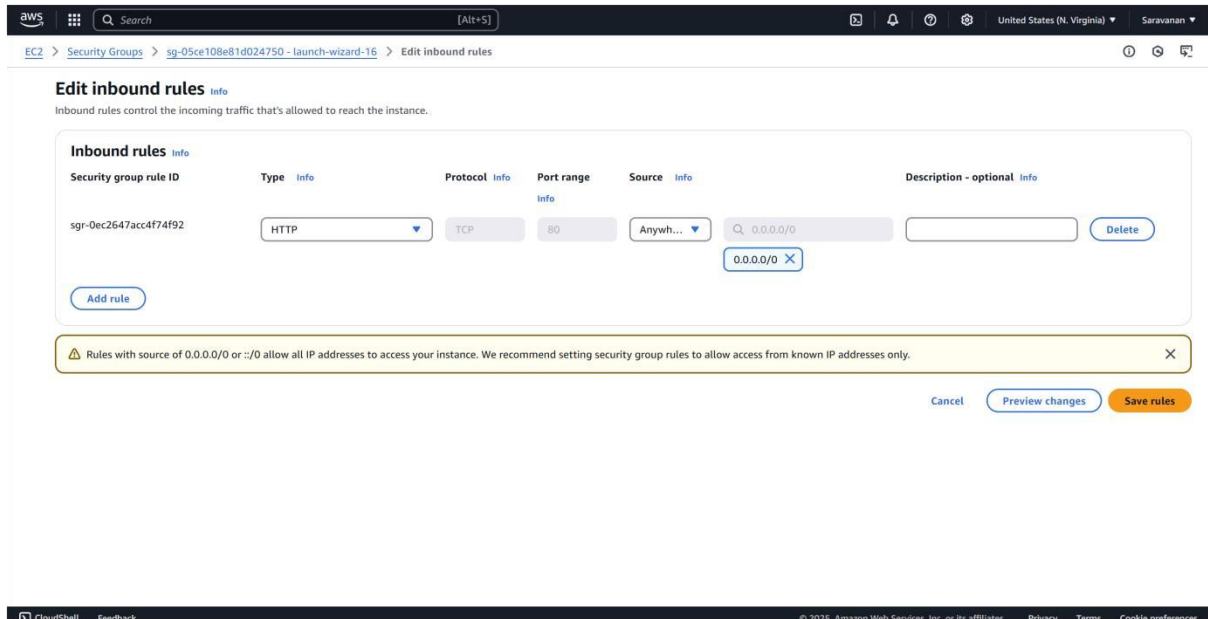 aws Search [Alt+S] United States (N. Virginia) Saravanan
EC2 > Security Groups > sg-05ce108e81d024750 - launch-wizard-16 > Edit inbound rules
Edit inbound rules Info
Inbound rules control the incoming traffic that's allowed to reach the instance.
Inbound rules Info
Security group rule ID Type Info Protocol Info Port range Source Info Description - optional Info
Info
sgr-0ec2647acc4f74f92 HTTP TCP 80 Anywh... 0.0.0.0/0 Delete
0.0.0.0/0
Add rule
Rules with source of 0.0.0.0/0 or ::/0 allow all IP addresses to access your instance. We recommend setting security group rules to allow access from known IP addresses only.
Cancel Preview changes Save rules
CloudShell Feedback © 2025, Amazon Web Services, Inc. or its affiliates. Privacy Terms Cookie preferences